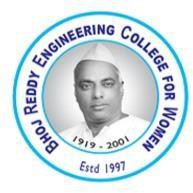 BHOJ REDDY ENGINEERING COLLEGE FOR WOMEN
1919 - 2001
Estd 1997